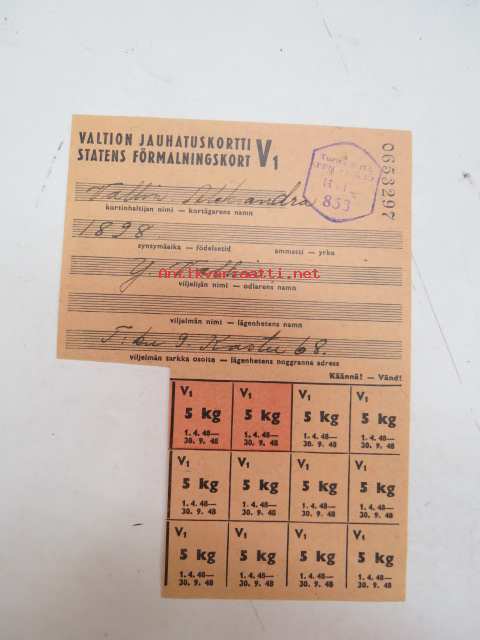 VALTION JAUHATUSKORTTI
STATENS FÖRMALNINGSKORT V1
853
0653297
kortinhaltijan nimi — kortägarens namn
1898
synsymäaika — födelsetid ammatti — yrke
Antikvariaatti.net
viljelijän nimi — odlarens namn
viljelmän nimi — lägenhetens namn
T:ku 9. Kastu 68.
viljelmän tarkka osoite — lägenhetens noggranna adress
Käännä! — Vänd!
V1 V1 V1 V1
5 kg 5 kg 5 kg 5 kg
1. 4. 48— 1. 4. 48— 1. 4. 48— 1. 4. 48—
30. 9. 48 30. 9. 48 30. 9. 48 30. 9. 48
V1 V1 V1 V1
5 kg 5 kg 5 kg 5 kg
1. 4. 48— 1. 4. 48— 1. 4. 48— 1. 4. 48—
30. 9. 48 30. 9. 48 30. 9. 48 30. 9. 48
V1 V1 V1 V1
5 kg 5 kg 5 kg 5 kg
1. 4. 48— 1. 4. 48— 1. 4. 48— 1. 4. 48—
30. 9. 48 30. 9. 48 30. 9. 48 30. 9. 48